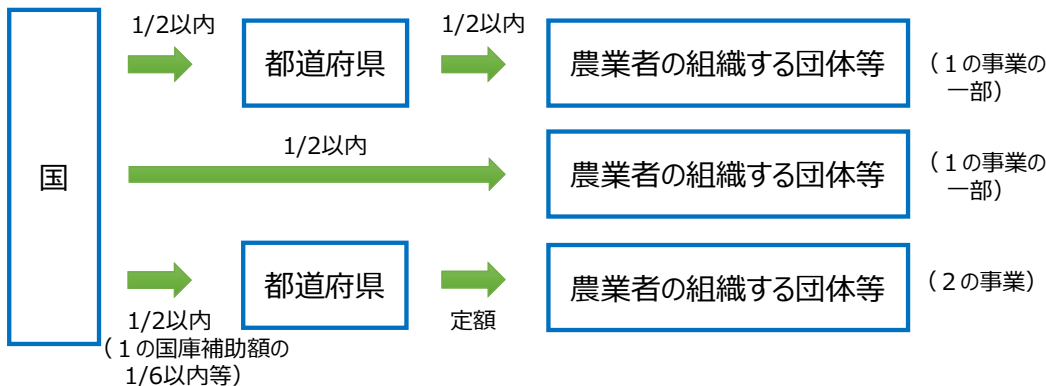 国
1/2以内
都道府県
1/2以内
農業者の組織する団体等
（１の事業の
一部）
1/2以内
農業者の組織する団体等
（１の事業の
一部）
都道府県
農業者の組織する団体等
（２の事業）
1/2以内
（１の国庫補助額の
1/6以内等）
定額